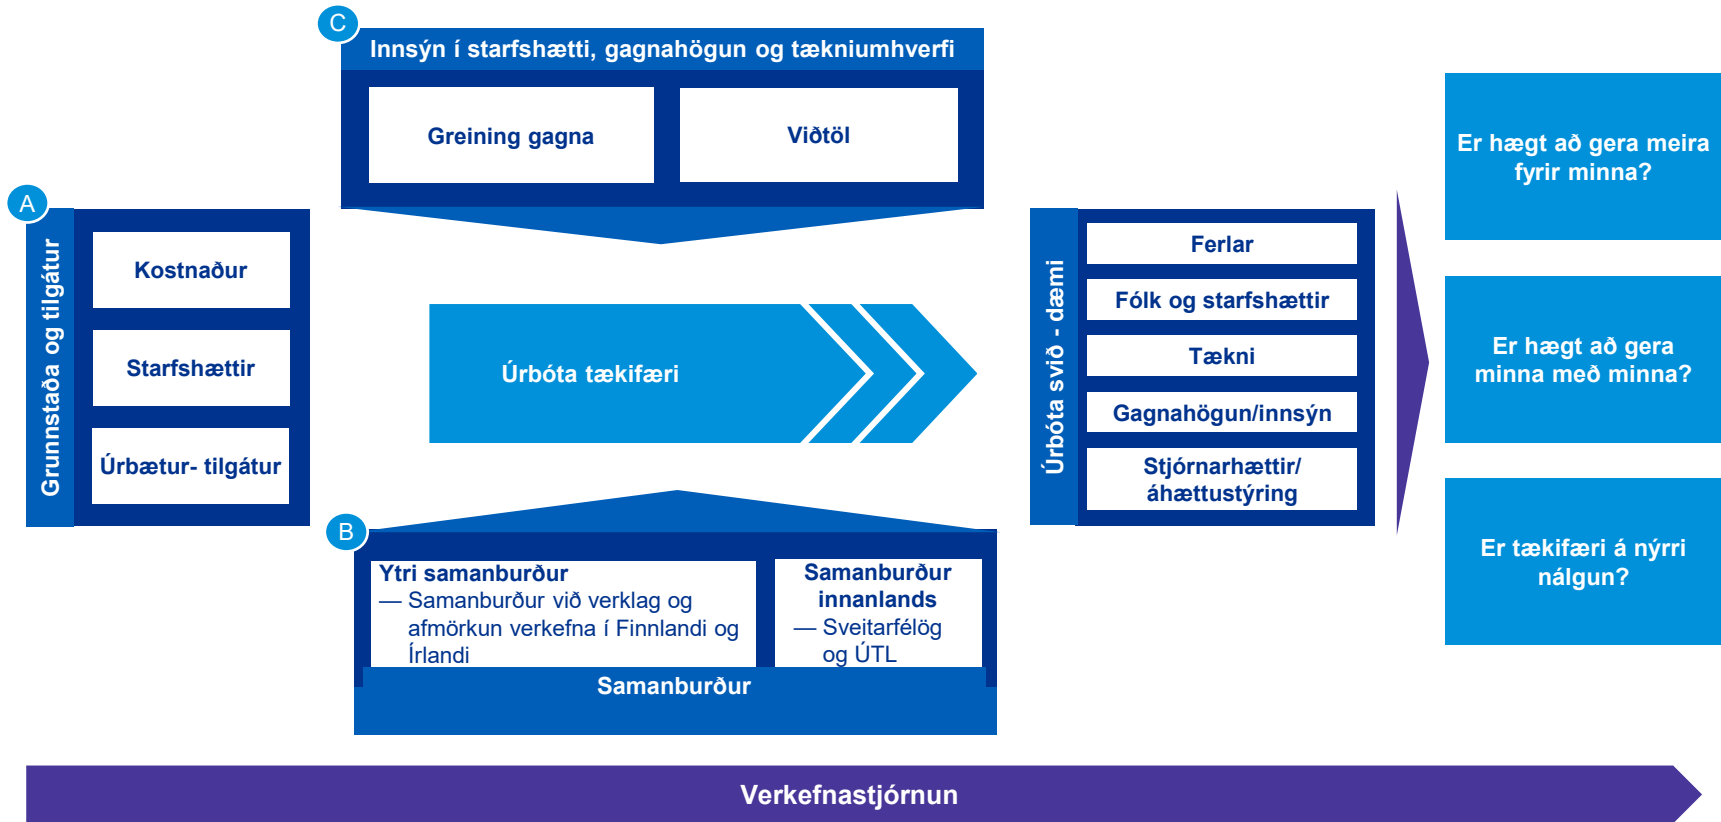 A
Grunnstaða og tilgátur
Kostnaður
Starfshættir
Úrbætur- tilgátur
C
Innsýn í starfshætti, gagnahögun og tækniumhverfi
Greining gagna
Viðtöl
Úrbóta tækifæri
B
Ytri samanburður
— Samanburður við verklag og
afmörkun verkefna í Finnlandi og
Írlandi
Samanburður
innanlands
— Sveitarfélög
og ÚTL
Samanburður
Úrbóta svið - dæmi
Ferlar
Fólk og starfshættir
Tækni
Gagnahögun/innsýn
Stjórnarhættir/
áhættustýring
Er hægt að gera meira
fyrir minna?
Er hægt að gera
minna með minna?
Er tækifæri á nýrri
nálgun?
Verkefnastjórnun